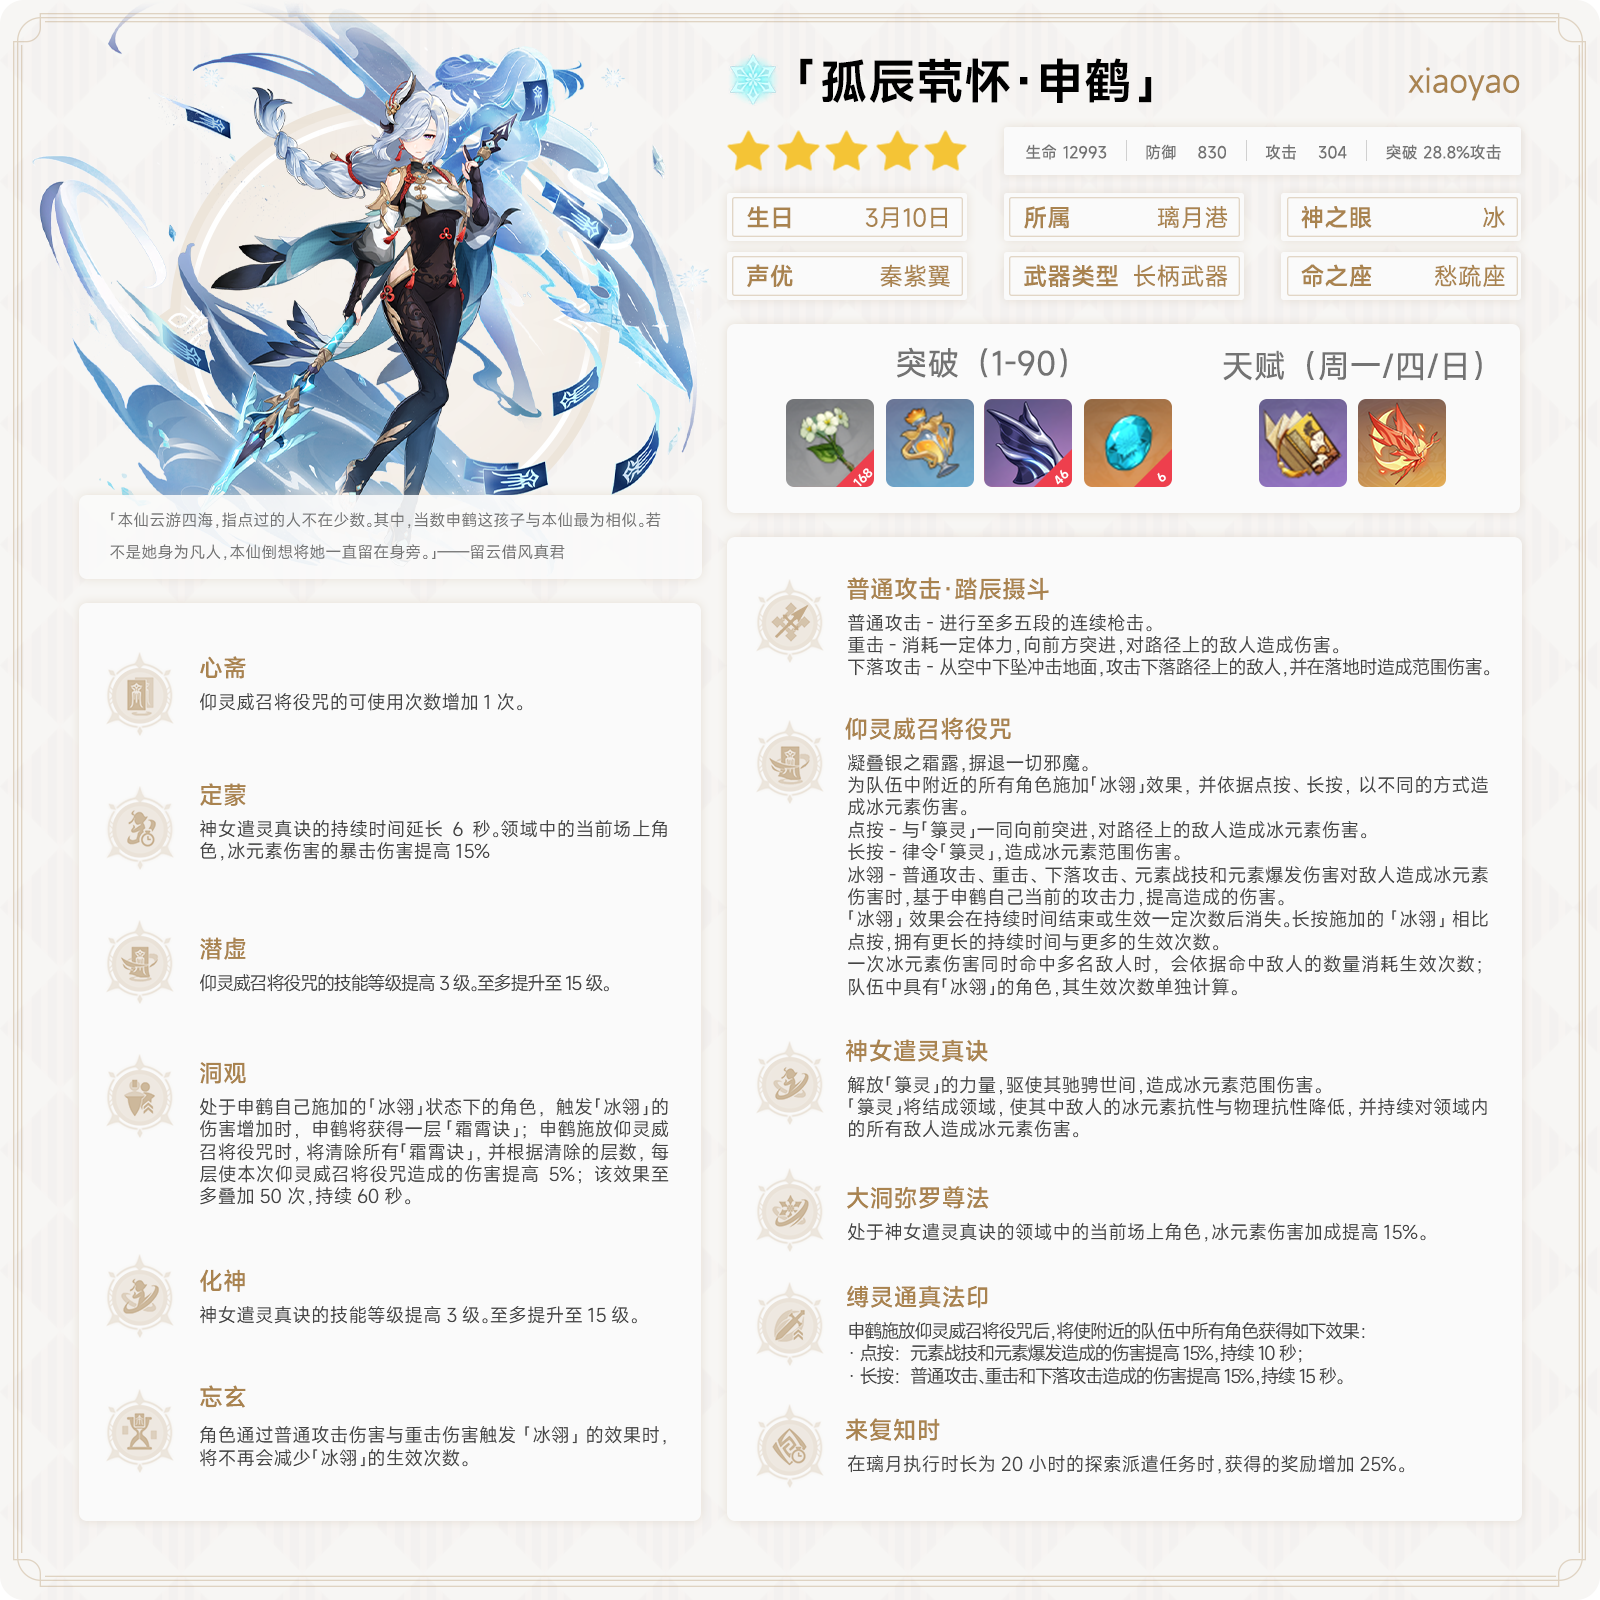 「孤辰茕怀·申鹤」
xiaoyao
生命 12993 防御 830 攻击 304 突破 28.8%攻击
生日 3月10日 所属 璃月港 神之眼 冰
声优 秦紫翼 武器类型 长柄武器 命之座 愁疏座
突破（1-90） 天赋（周一/四/日）
168 46 6
「本仙云游四海，指点过的人不在少数。其中，当数申鹤这孩子与本仙最为相似。若
不是她身为凡人，本仙倒想将她一直留在身旁。」——留云借风真君
心斋
仰灵威召将役咒的可使用次数增加 1 次。
定蒙
神女遣灵真诀的持续时间延长 6 秒。领域中的当前场上角
色，冰元素伤害的暴击伤害提高 15%
潜虚
仰灵威召将役咒的技能等级提高 3 级。至多提升至 15 级。
洞观
处于申鹤自己施加的「冰翎」状态下的角色，触发「冰翎」的
伤害增加时，申鹤将获得一层「霜霄诀」；申鹤施放仰灵威
召将役咒时，将清除所有「霜霄诀」，并根据清除的层数，每
层使本次仰灵威召将役咒造成的伤害提高 5%；该效果至
多叠加 50 次，持续 60 秒。
化神
神女遣灵真诀的技能等级提高 3 级。至多提升至 15 级。
忘玄
角色通过普通攻击伤害与重击伤害触发「冰翎」的效果时，
将不再会减少「冰翎」的生效次数。
普通攻击·踏辰摄斗
普通攻击 - 进行至多五段的连续枪击。
重击 - 消耗一定体力，向前方突进，对路径上的敌人造成伤害。
下落攻击 - 从空中下坠冲击地面，攻击下落路径上的敌人，并在落地时造成范围伤害。
仰灵威召将役咒
凝叠银之霜露，摒退一切邪魔。
为队伍中附近的所有角色施加「冰翎」效果，并依据点按、长按，以不同的方式造
成冰元素伤害。
点按 - 与「箓灵」一同向前突进，对路径上的敌人造成冰元素伤害。
长按 - 律令「箓灵」，造成冰元素范围伤害。
冰翎 - 普通攻击、重击、下落攻击、元素战技和元素爆发伤害对敌人造成冰元素
伤害时，基于申鹤自己当前的攻击力，提高造成的伤害。
「冰翎」效果会在持续时间结束或生效一定次数后消失。长按施加的「冰翎」相比
点按，拥有更长的持续时间与更多的生效次数。
一次冰元素伤害同时命中多名敌人时，会依据命中敌人的数量消耗生效次数；
队伍中具有「冰翎」的角色，其生效次数单独计算。
神女遣灵真诀
解放「箓灵」的力量，驱使其驰骋世间，造成冰元素范围伤害。
「箓灵」将结成领域，使其中敌人的冰元素抗性与物理抗性降低，并持续对领域内
的所有敌人造成冰元素伤害。
大洞弥罗尊法
处于神女遣灵真诀的领域中的当前场上角色，冰元素伤害加成提高 15%。
缚灵通真法印
申鹤施放仰灵威召将役咒后，将使附近的队伍中所有角色获得如下效果：
· 点按：元素战技和元素爆发造成的伤害提高 15%，持续 10 秒；
· 长按：普通攻击、重击和下落攻击造成的伤害提高 15%，持续 15 秒。
来复知时
在璃月执行时长为 20 小时的探索派遣任务时，获得的奖励增加 25%。